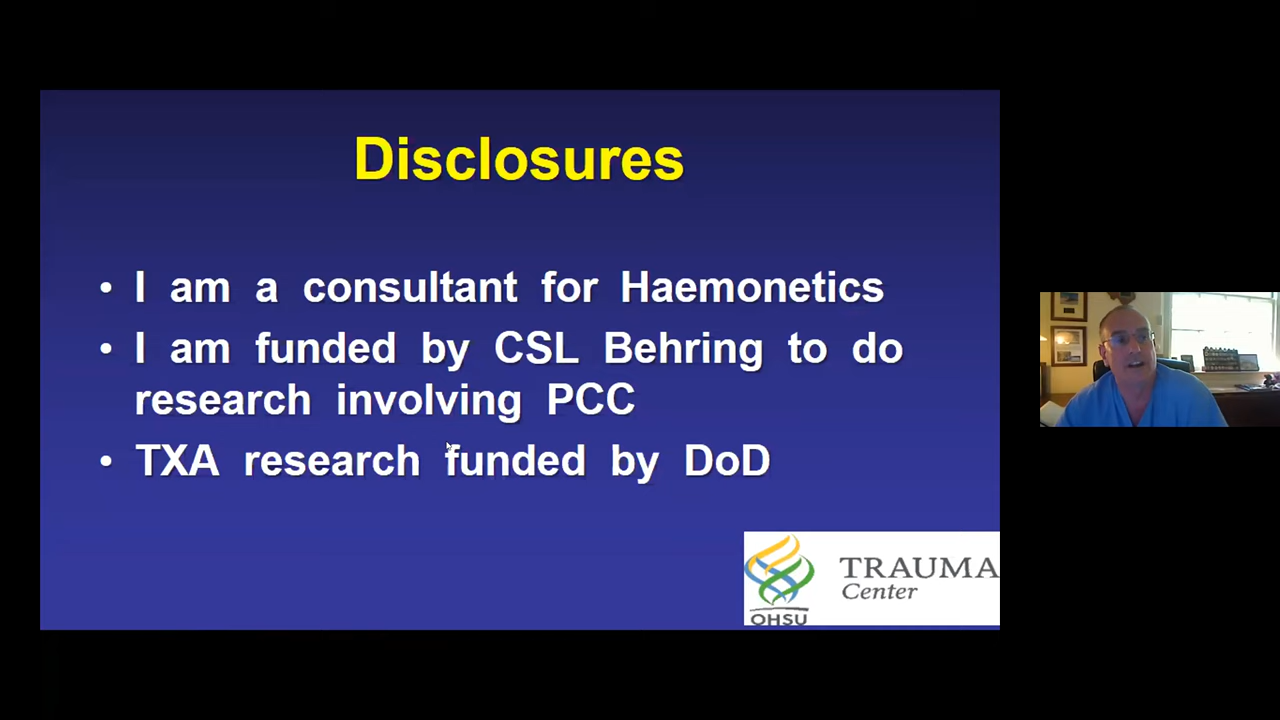 Disclosures
• I am a consultant for Haemonetics
• I am funded by CSL Behring to do
research involving PCC
• TXA research funded by DoD
TRAUMA
Center
OHSU